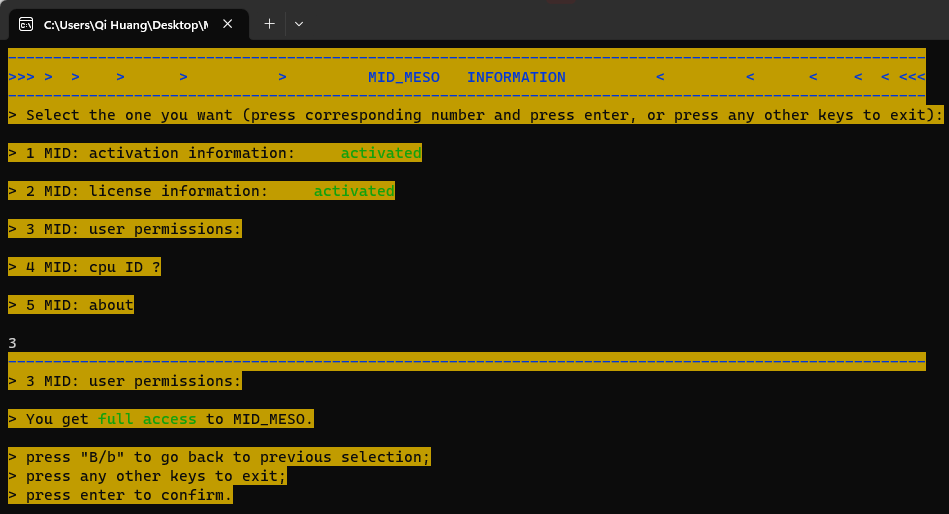 C:\Users\Qi Huang\Desktop\M
>>> >  >    >      >          >         MID_MESO   INFORMATION          <         <      <    <  < <<<
> Select the one you want (press corresponding number and press enter, or press any other keys to exit):
> 1 MID: activation information:     activated
> 2 MID: license information:     activated
> 3 MID: user permissions:
> 4 MID: cpu ID ?
> 5 MID: about
3
> 3 MID: user permissions:
> You get full access to MID_MESO.
> press "B/b" to go back to previous selection;
> press any other keys to exit;
> press enter to confirm.